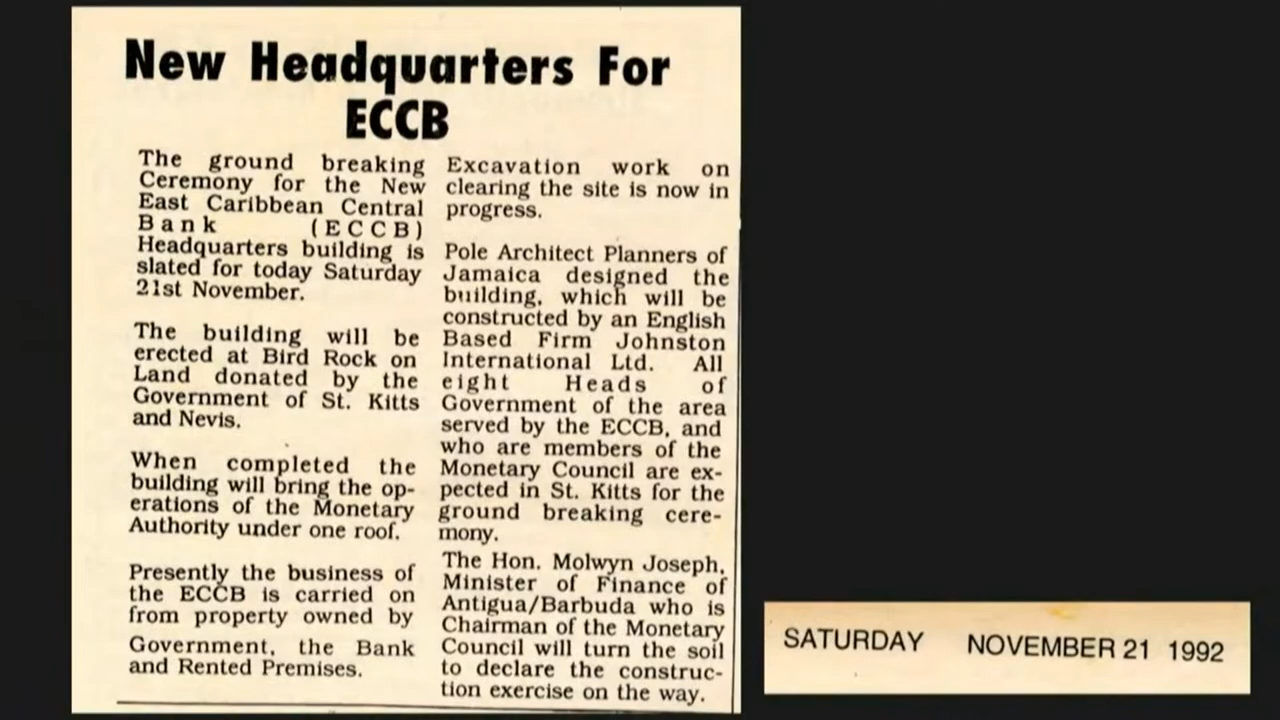 New Headquarters For
ECCB
The ground breaking
Ceremony for the New
East Caribbean Central
Bank (ECCB)
Headquarters building is
slated for today Saturday
21st November.
The building will be
erected at Bird Rock on
Land donated by the
Government of St. Kitts
and Nevis.
When completed the
building will bring the op-
erations of the Monetary
Authority under one roof.
Presently the business of
the ECCB is carried on
from property owned by
Government, the Bank
and Rented Premises.
Excavation work on
clearing the site is now in
progress.
Pole Architect Planners of
Jamaica designed the
building, which will be
constructed by an English
Based Firm Johnston
International Ltd. All
eight Heads of
Government of the area
served by the ECCB, and
who are members of the
Monetary Council are ex-
pected in St. Kitts for the
ground breaking cere-
mony.
The Hon. Molwyn Joseph,
Minister of Finance of
Antigua/Barbuda who is
Chairman of the Monetary
Council will turn the soil
to declare the construc-
tion exercise on the way.
SATURDAY NOVEMBER 21 1992